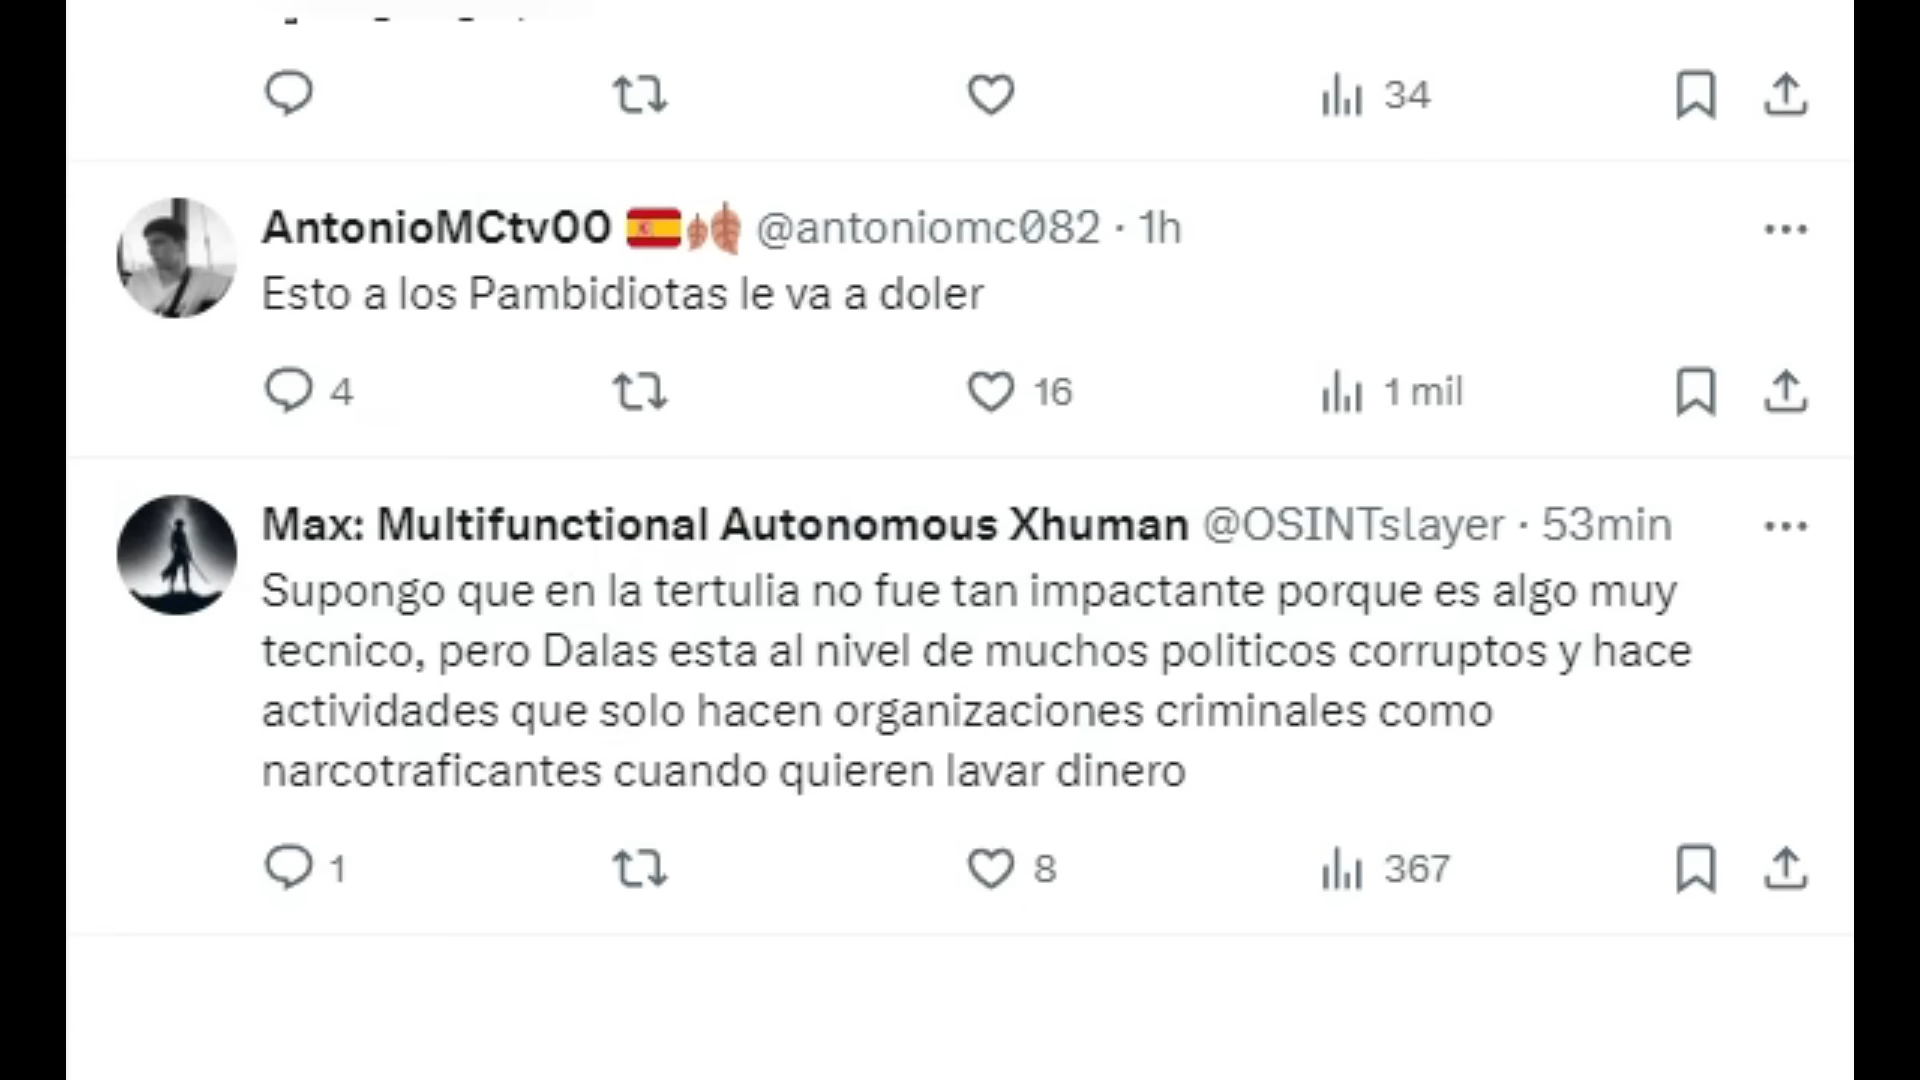 34
AntonioMCtv00 🇪🇸🍂 @antoniomc082 · 1h
Esto a los Pambidiotas le va a doler
4 16 1 mil
Max: Multifunctional Autonomous Xhuman @OSINTslayer · 53min
Supongo que en la tertulia no fue tan impactante porque es algo muy
tecnico, pero Dalas esta al nivel de muchos politicos corruptos y hace
actividades que solo hacen organizaciones criminales como
narcotraficantes cuando quieren lavar dinero
1 8 367